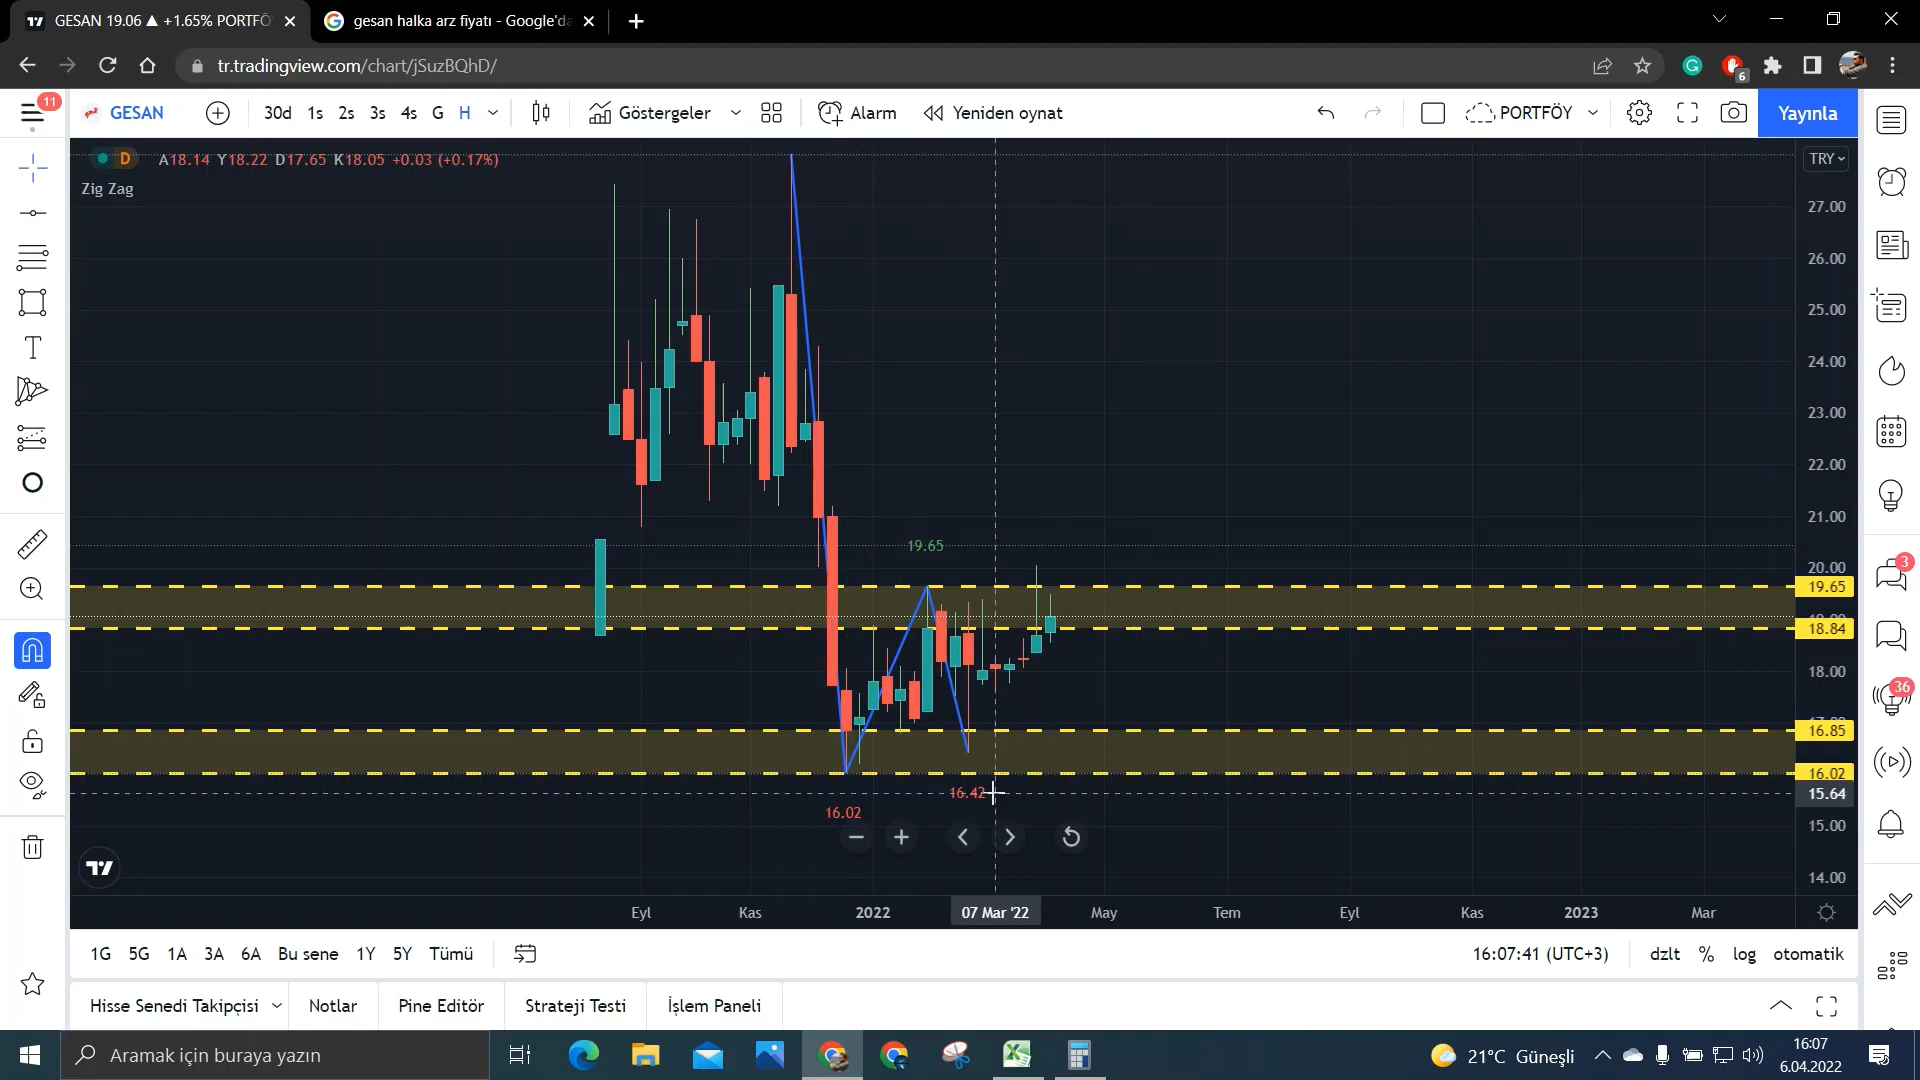 GESAN 19.06 ▲ +1.65% PORTFÖ
gesan halka arz fiyatı - Google'da
tr.tradingview.com/chart/jSuzBQhD/
6
11
GESAN
30d 1s 2s 3s 4s G H
Göstergeler
Alarm
Yeniden oynat
PORTFÖY
Yayınla
D
A18.14 Y18.22 D17.65 K18.05 +0.03 (+0.17%)
Zig Zag
TRY
27.00
26.00
25.00
24.00
23.00
22.00
21.00
20.00
19.65
19.65
18.84
18.00
16.85
16.02
15.64
16.42
16.02
15.00
14.00
3
36
Eyl Kas 2022 07 Mar '22 May Tem Eyl Kas 2023 Mar
1G 5G 1A 3A 6A Bu sene 1Y 5Y Tümü
16:07:41 (UTC+3) dzlt % log otomatik
Hisse Senedi Takipçisi Notlar Pine Editör Strateji Testi İşlem Paneli
Aramak için buraya yazın
21°C Güneşli
16:07
6.04.2022